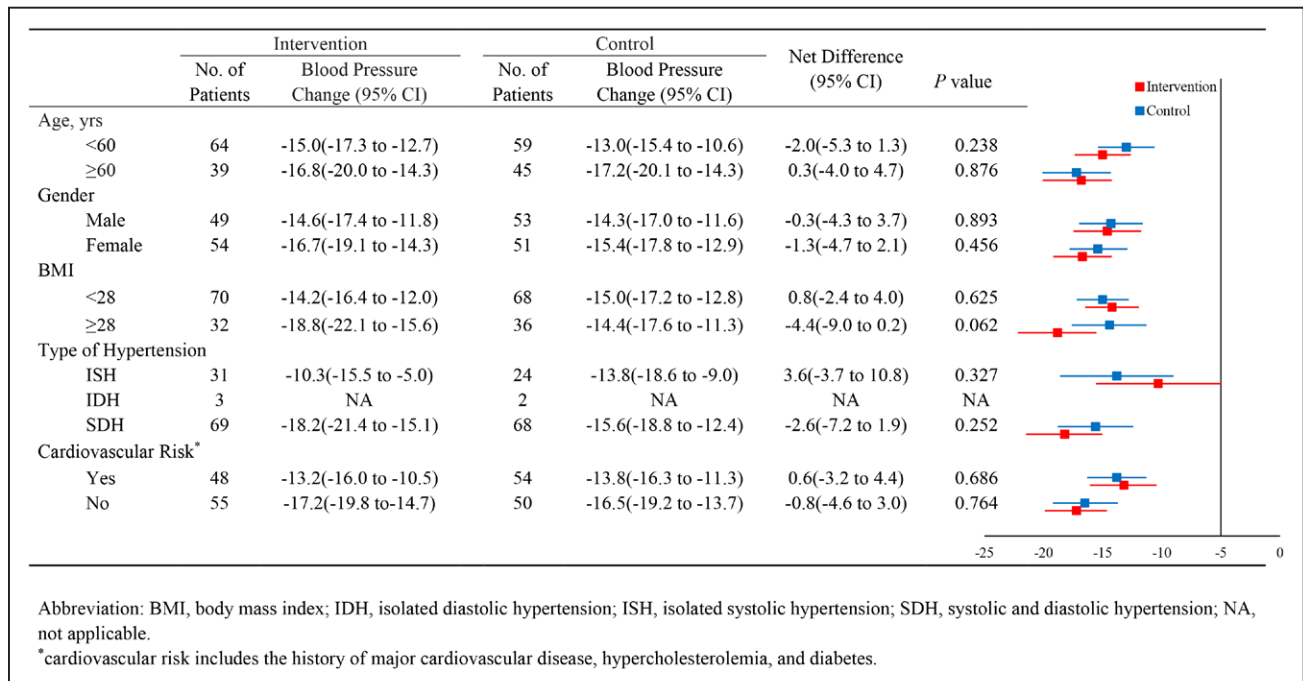 Intervention Control
Net Difference (95% CI) P value
No. of Patients Blood Pressure Change (95% CI) No. of Patients Blood Pressure Change (95% CI)
Intervention
Control
Age, yrs
<60 64 -15.0(-17.3 to -12.7) 59 -13.0(-15.4 to -10.6) -2.0(-5.3 to 1.3) 0.238
≥60 39 -16.8(-20.0 to -14.3) 45 -17.2(-20.1 to -14.3) 0.3(-4.0 to 4.7) 0.876
Gender
Male 49 -14.6(-17.4 to -11.8) 53 -14.3(-17.0 to -11.6) -0.3(-4.3 to 3.7) 0.893
Female 54 -16.7(-19.1 to -14.3) 51 -15.4(-17.8 to -12.9) -1.3(-4.7 to 2.1) 0.456
BMI
<28 70 -14.2(-16.4 to -12.0) 68 -15.0(-17.2 to -12.8) 0.8(-2.4 to 4.0) 0.625
≥28 32 -18.8(-22.1 to -15.6) 36 -14.4(-17.6 to -11.3) -4.4(-9.0 to 0.2) 0.062
Type of Hypertension
ISH 31 -10.3(-15.5 to -5.0) 24 -13.8(-18.6 to -9.0) 3.6(-3.7 to 10.8) 0.327
IDH 3 NA 2 NA NA NA
SDH 69 -18.2(-21.4 to -15.1) 68 -15.6(-18.8 to -12.4) -2.6(-7.2 to 1.9) 0.252
Cardiovascular Risk*
Yes 48 -13.2(-16.0 to -10.5) 54 -13.8(-16.3 to -11.3) 0.6(-3.2 to 4.4) 0.686
No 55 -17.2(-19.8 to-14.7) 50 -16.5(-19.2 to -13.7) -0.8(-4.6 to 3.0) 0.764
-25 -20 -15 -10 -5 0
Abbreviation: BMI, body mass index; IDH, isolated diastolic hypertension; ISH, isolated systolic hypertension; SDH, systolic and diastolic hypertension; NA,
not applicable.
*cardiovascular risk includes the history of major cardiovascular disease, hypercholesterolemia, and diabetes.